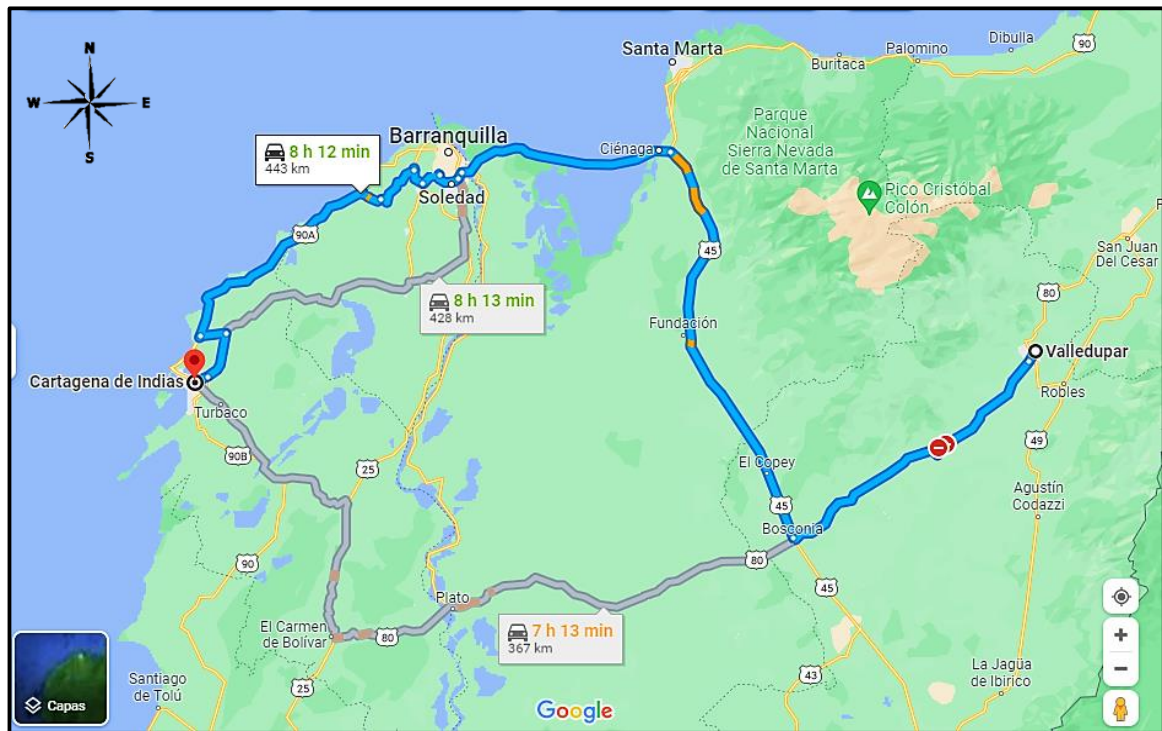 N
W
E
S
Santa Marta
Buritaca
Palomino
Dibulla
90
Parque
Nacional
Sierra Nevada
de Santa Marta
Barranquilla
8 h 12 min
443 km
Ciénaga
Pico Cristóbal
Colón
Soledad
90A
45
San Juan
Del Cesar
80
8 h 13 min
428 km
Fundación
Valledupar
Cartagena de Indias
Turbaco
Robles
90B
25
49
El Copey
45
Agustín
Codazzi
Bosconia
90
80
45
Plato
El Carmen
de Bolívar
80
7 h 13 min
367 km
Santiago
de Tolú
25
43
La Jagüa
de Ibirico
Capas
Google